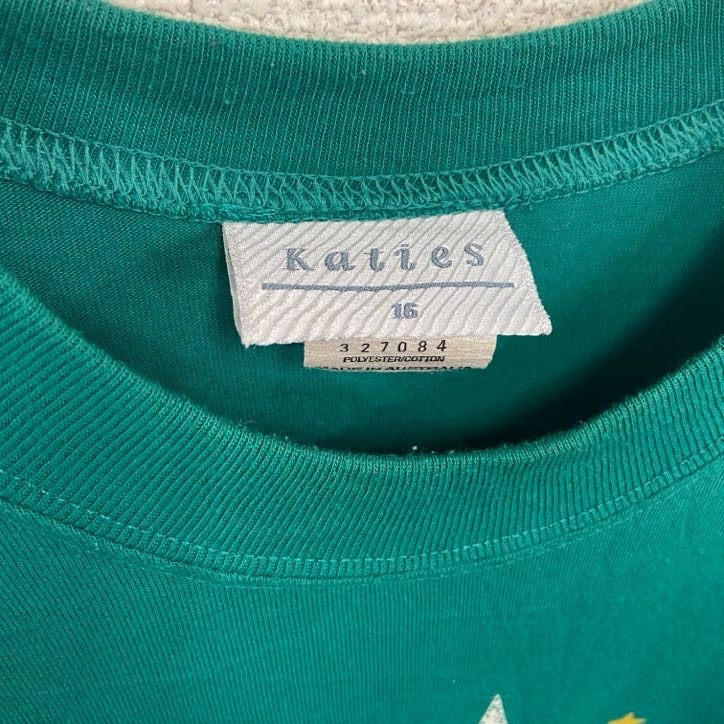 Katies
16
327084
POLYESTER/COTTON
MADE IN AUSTRALIA